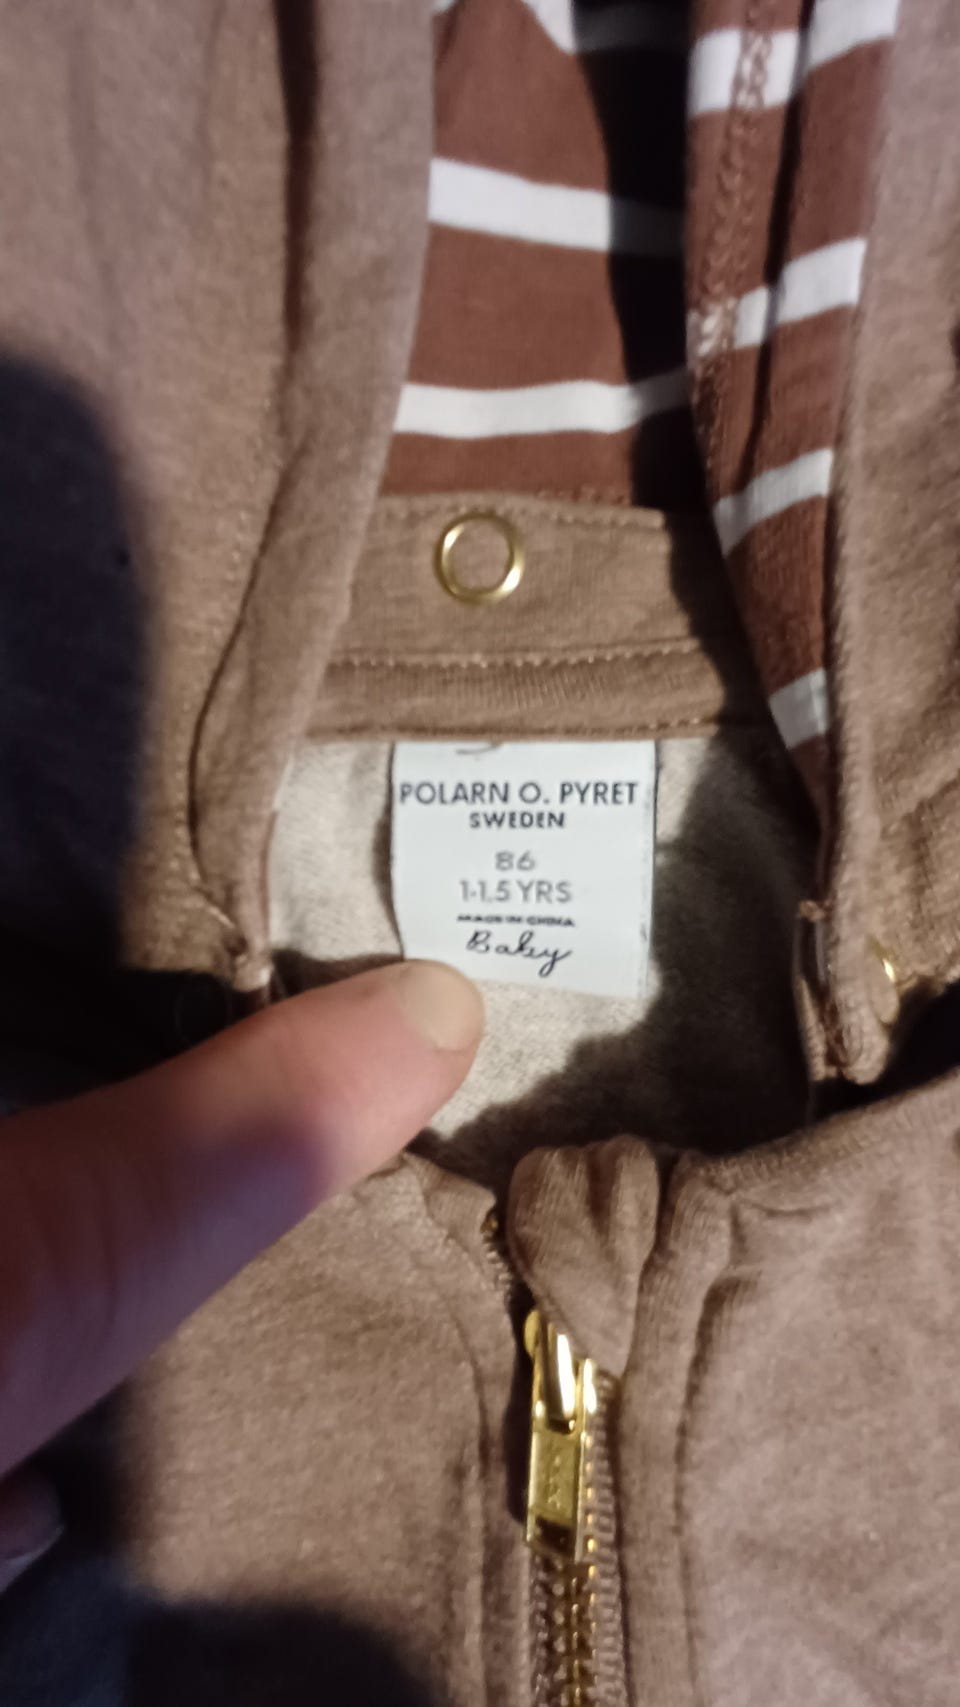 POLARN O. PYRET
SWEDEN
86
1-1,5 YRS
MADE IN CHINA
Baby